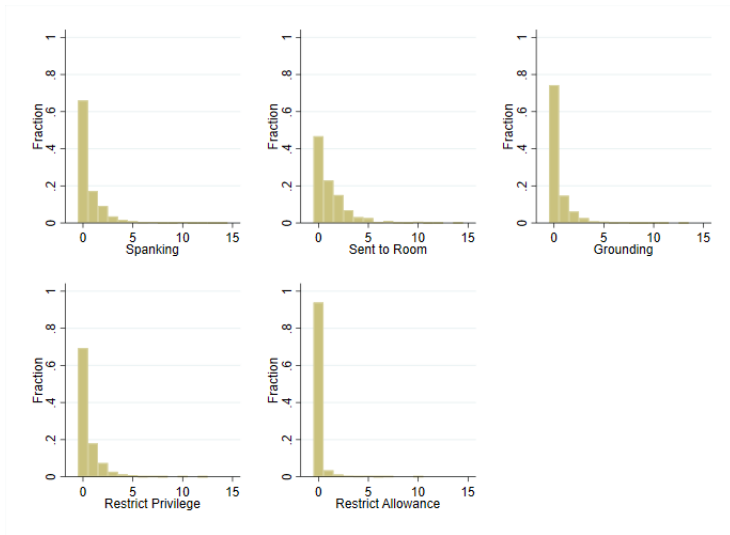 Fraction
0 .2 .4 .6 .8 1
0 5 10 15
Spanking
Fraction
0 .2 .4 .6 .8 1
0 5 10 15
Sent to Room
Fraction
0 .2 .4 .6 .8 1
0 5 10 15
Grounding
Fraction
0 .2 .4 .6 .8 1
0 5 10 15
Restrict Privilege
Fraction
0 .2 .4 .6 .8 1
0 5 10 15
Restrict Allowance